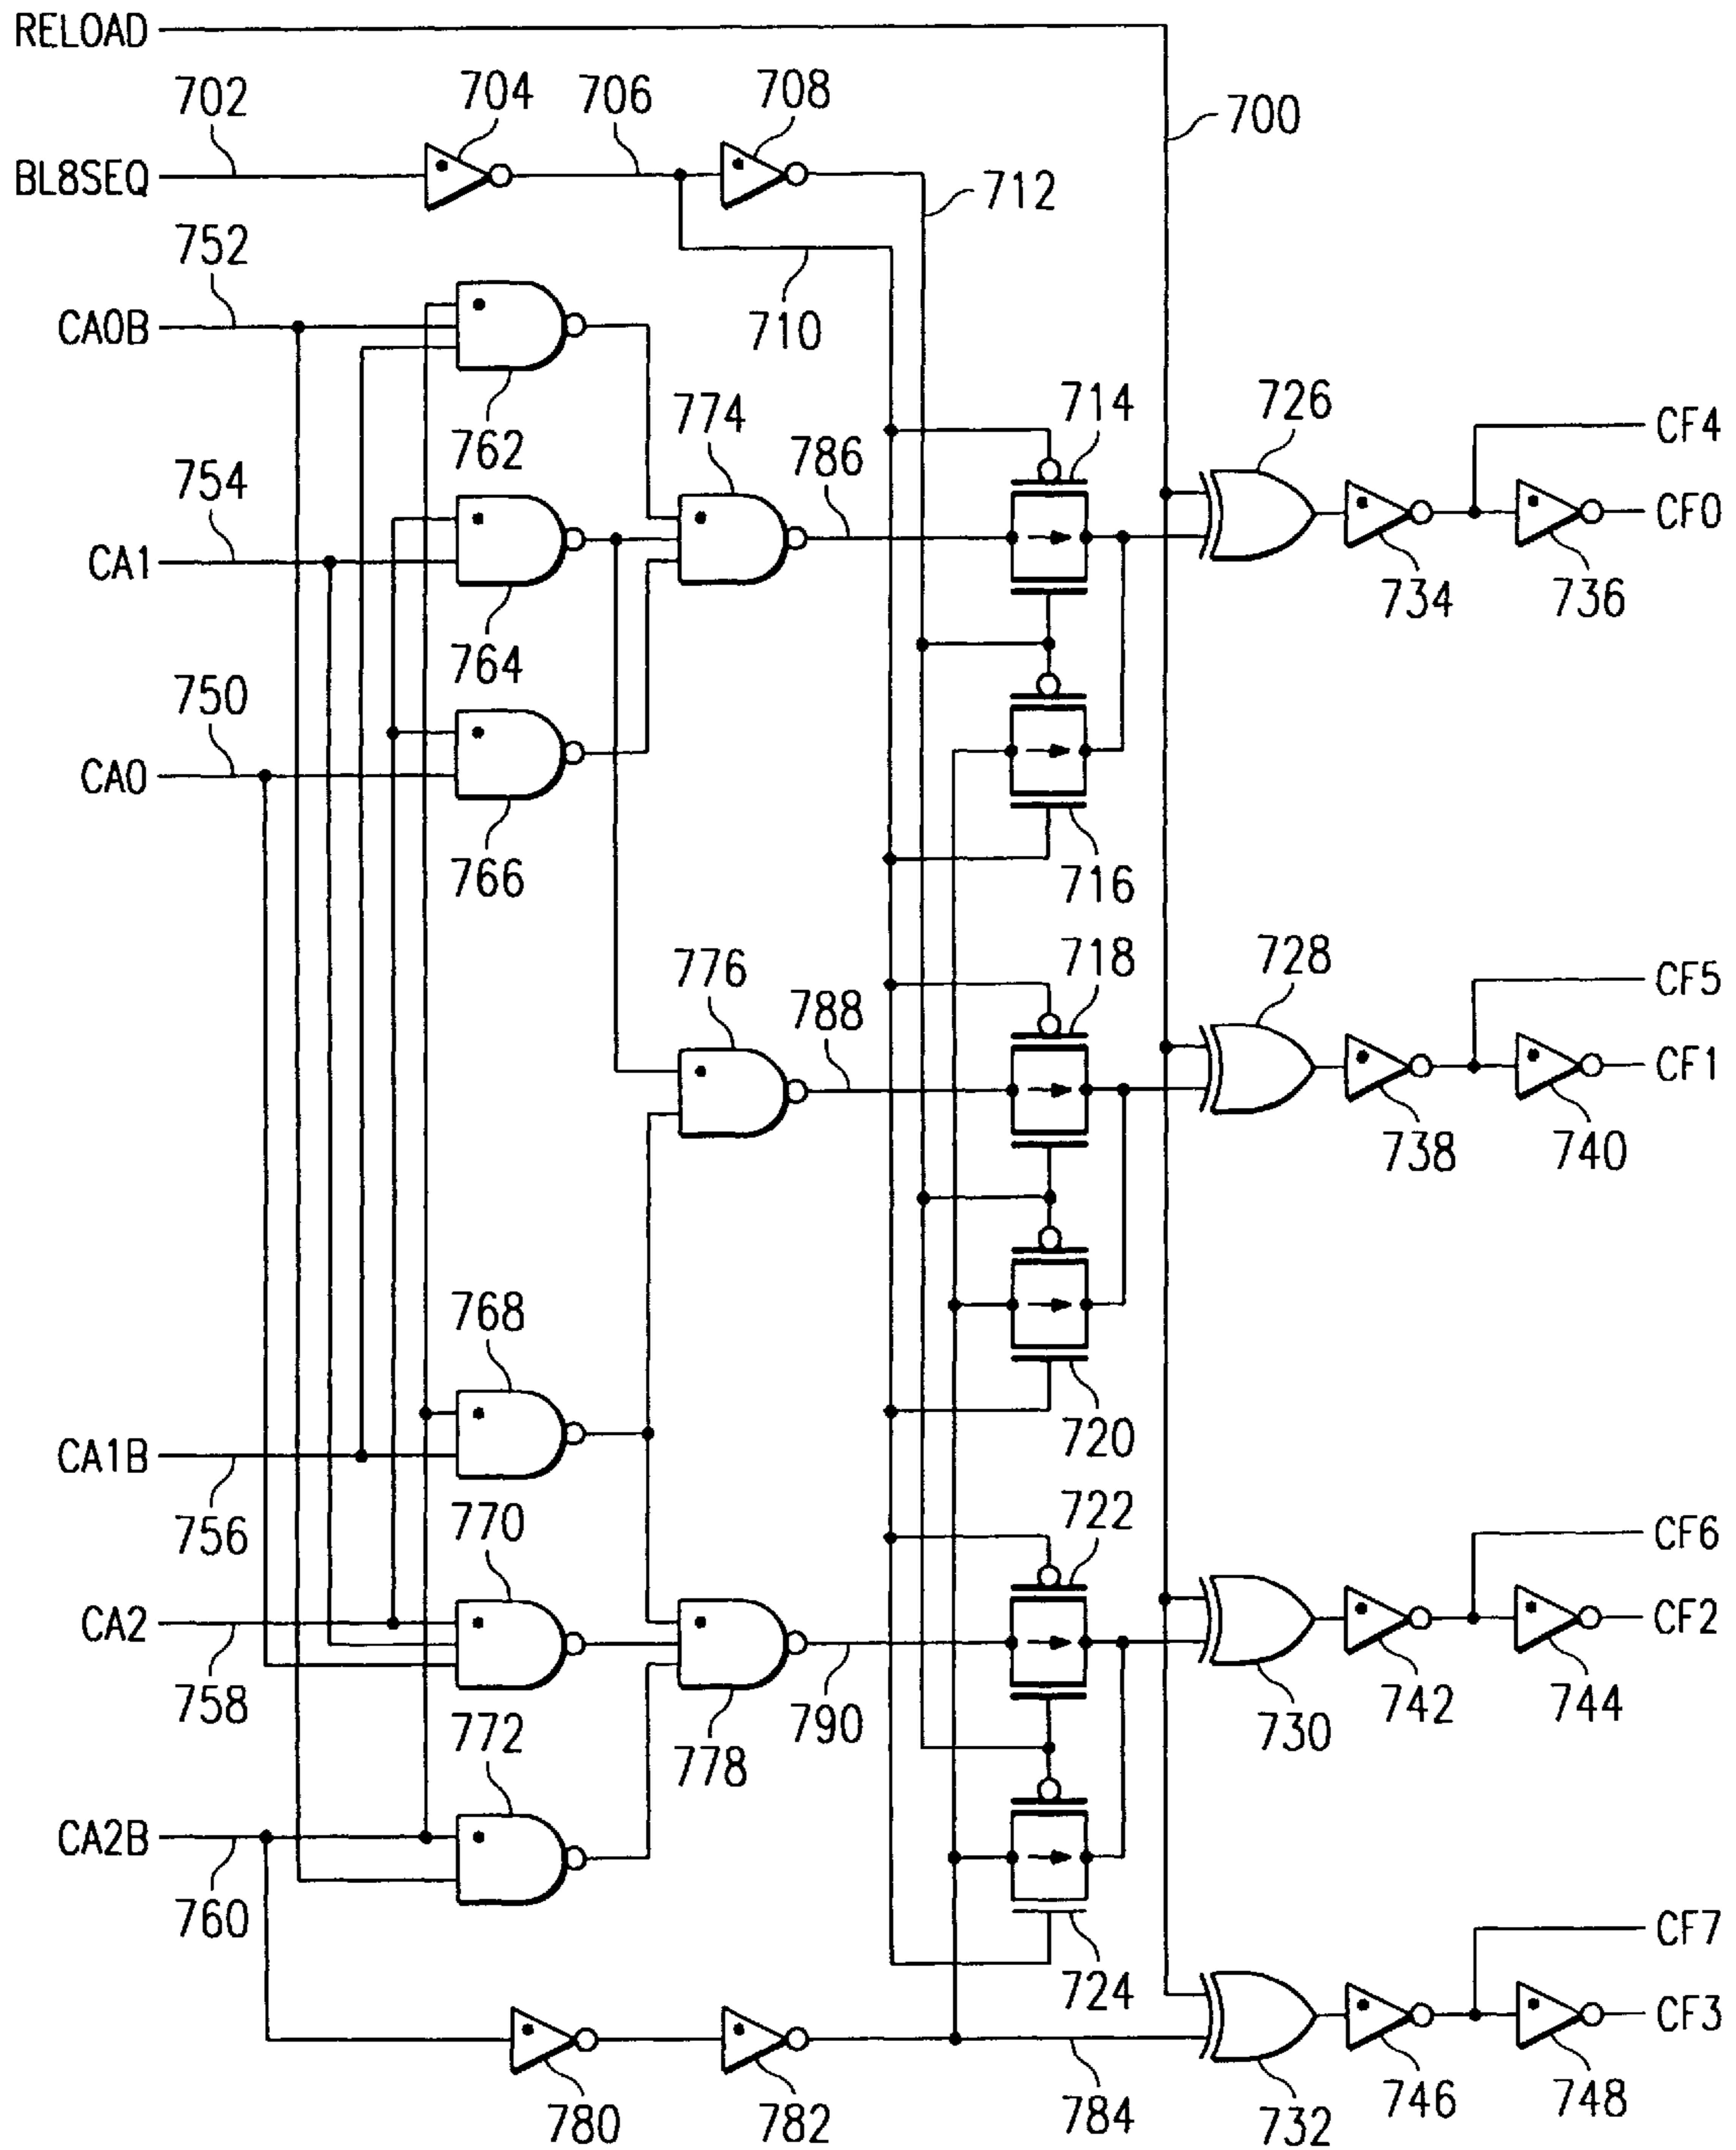 RELOAD
702 704 706 708 700
BL8SEQ
712
752
CA0B
710
762 774 714 726
CF4
754 786
CF0
CA1
734 736
764
750
CA0
766 716
776 718 728
CF5
788
CF1
738 740
768 720
CA1B
756 770 722
CF6
CA2
CF2
758 772 778 790 730 742 744
CA2B
760
724
CF7
CF3
780 782 784 732 746 748